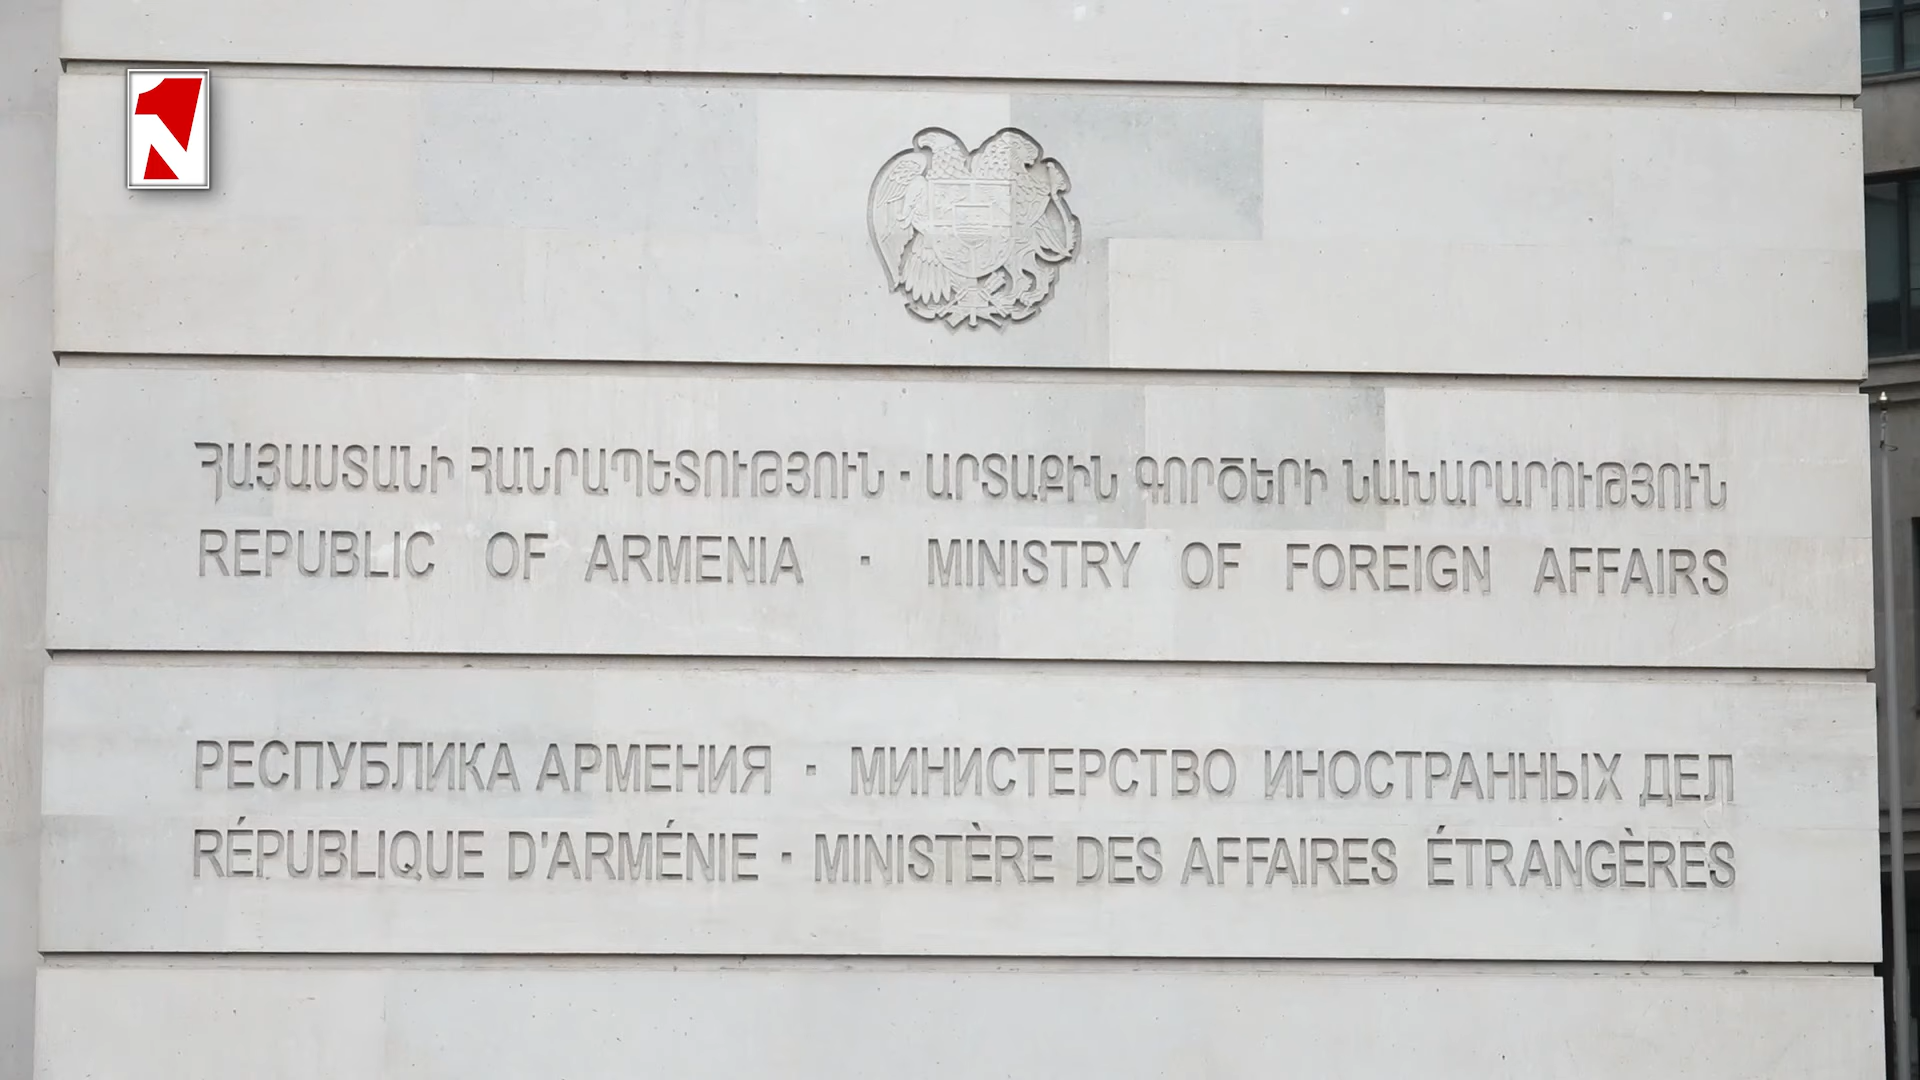 1N
ՀԱՅԱՍՏԱՆԻ ՀԱՆՐԱՊԵՏՈՒԹՅՈՒՆ - ԱՐՏԱՔԻՆ ԳՈՐԾԵՐԻ ՆԱԽԱՐԱՐՈՒԹՅՈՒՆ
REPUBLIC OF ARMENIA - MINISTRY OF FOREIGN AFFAIRS
РЕСПУБЛИКА АРМЕНИЯ - МИНИСТЕРСТВО ИНОСТРАННЫХ ДЕЛ
RÉPUBLIQUE D'ARMÉNIE - MINISTÈRE DES AFFAIRES ÉTRANGÈRES